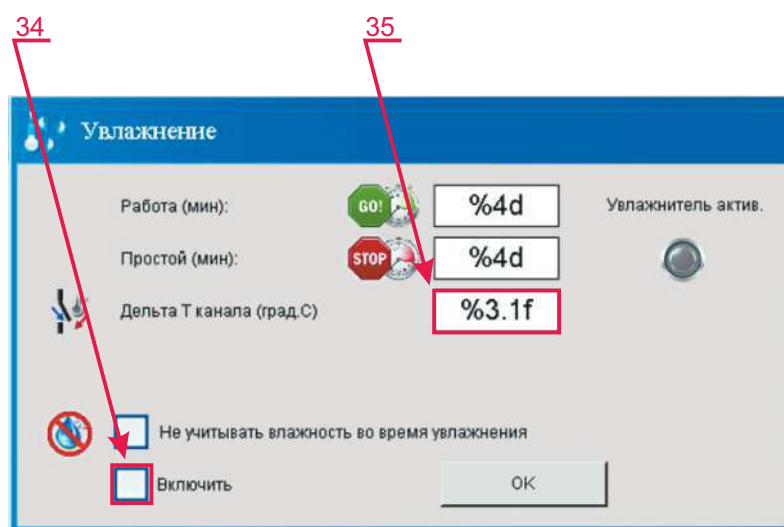 34 35
Увлажнение
Работа (мин): GO! %4d Увлажнитель актив.
Простой (мин): STOP %4d
Дельта Т канала (град.С) %3.1f
Не учитывать влажность во время увлажнения
Включить OK